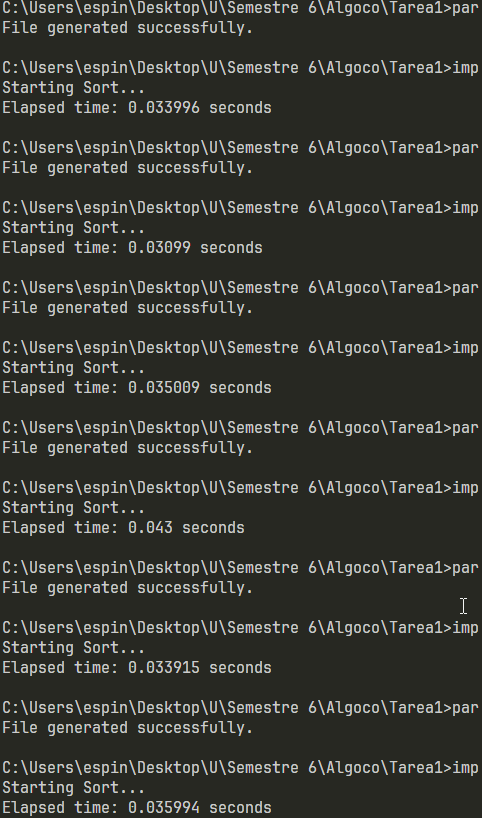 C:\Users\espin\Desktop\U\Semestre 6\Algoco\Tarea1>par
File generated successfully.
C:\Users\espin\Desktop\U\Semestre 6\Algoco\Tarea1>imp
Starting Sort...
Elapsed time: 0.033996 seconds
C:\Users\espin\Desktop\U\Semestre 6\Algoco\Tarea1>par
File generated successfully.
C:\Users\espin\Desktop\U\Semestre 6\Algoco\Tarea1>imp
Starting Sort...
Elapsed time: 0.03099 seconds
C:\Users\espin\Desktop\U\Semestre 6\Algoco\Tarea1>par
File generated successfully.
C:\Users\espin\Desktop\U\Semestre 6\Algoco\Tarea1>imp
Starting Sort...
Elapsed time: 0.035009 seconds
C:\Users\espin\Desktop\U\Semestre 6\Algoco\Tarea1>par
File generated successfully.
C:\Users\espin\Desktop\U\Semestre 6\Algoco\Tarea1>imp
Starting Sort...
Elapsed time: 0.043 seconds
C:\Users\espin\Desktop\U\Semestre 6\Algoco\Tarea1>par
File generated successfully.
C:\Users\espin\Desktop\U\Semestre 6\Algoco\Tarea1>imp
Starting Sort...
Elapsed time: 0.033915 seconds
C:\Users\espin\Desktop\U\Semestre 6\Algoco\Tarea1>par
File generated successfully.
C:\Users\espin\Desktop\U\Semestre 6\Algoco\Tarea1>imp
Starting Sort...
Elapsed time: 0.035994 seconds